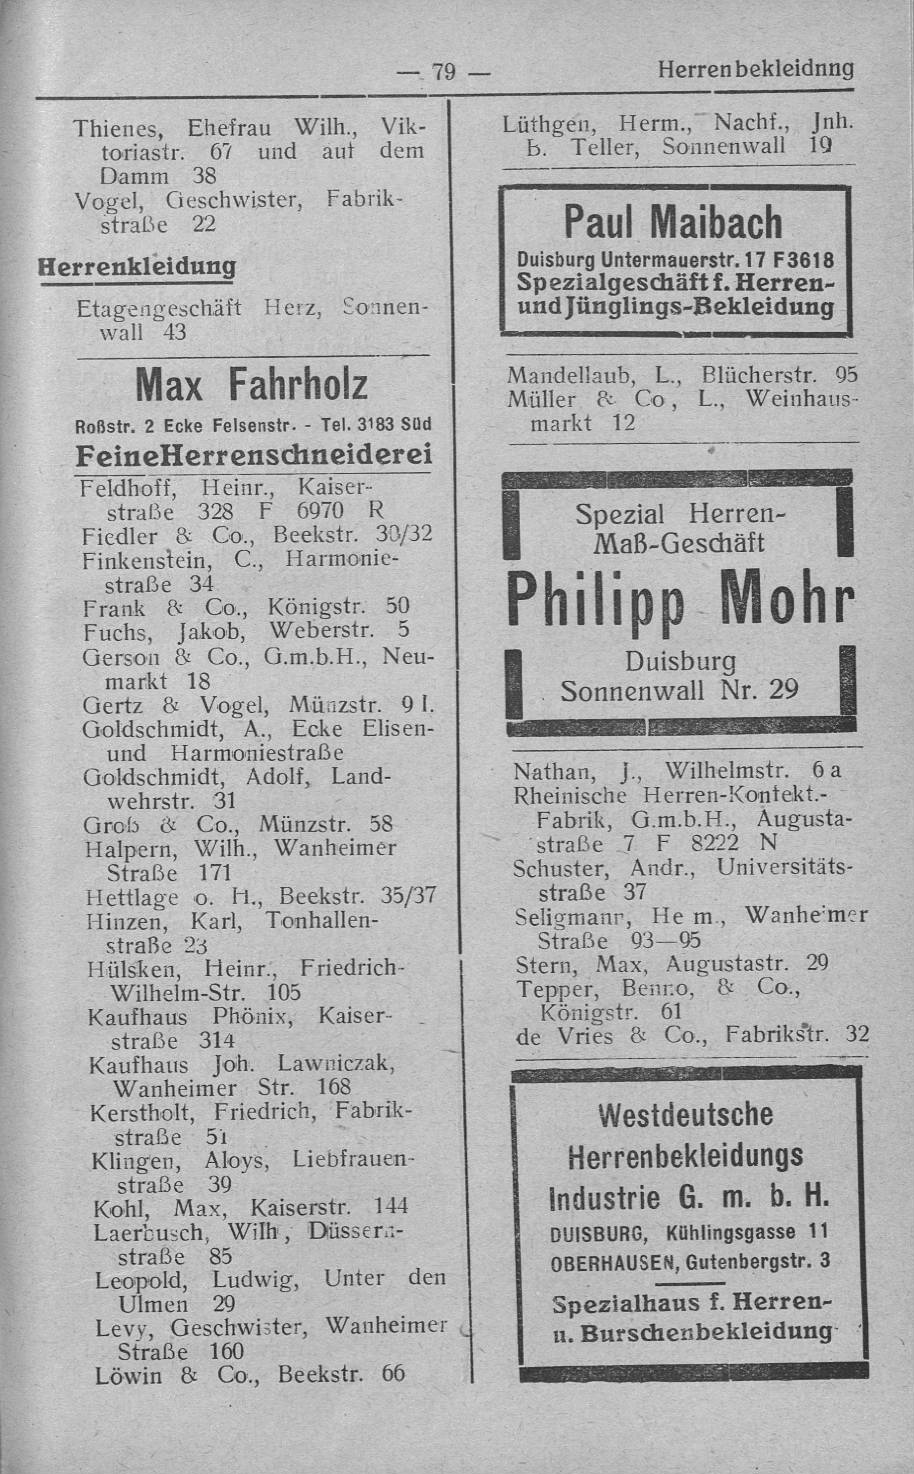 — 79 —
Herrenbekleidnng
Thienes, Ehefrau Wilh., Vik-
toriastr. 67 und auf dem
Damm 38
Vogel, Geschwister, Fabrik-
straße 22
Herrenkleidung
Etagengeschäft Herz, Sonnen-
wall 43
Max Fahrholz
Roßstr. 2 Ecke Felsenstr. - Tel. 3183 Süd
Feine Herrenschneiderei
Feldhoff, Heinr., Kaiser-
straße 328 F 6970 R
Fiedler & Co., Beekstr. 30/32
Finkenstein, C., Harmonie-
straße 34
Frank & Co., Königstr. 50
Fuchs, Jakob, Weberstr. 5
Gerson & Co., G.m.b.H., Neu-
markt 18
Gertz & Vogel, Münzstr. 9 I.
Goldschmidt, A., Ecke Elisen-
und Harmoniestraße
Goldschmidt, Adolf, Land-
wehrstr. 31
Groß & Co., Münzstr. 58
Halpern, Wilh., Wanheimer
Straße 171
Hettlage o. H., Beekstr. 35/37
Hinzen, Karl, Tonhallen-
straße 23
Hülsken, Heinr., Friedrich-
Wilhelm-Str. 105
Kaufhaus Phönix, Kaiser-
straße 314
Kaufhaus Joh. Lawniczak,
Wanheimer Str. 168
Kerstholt, Friedrich, Fabrik-
straße 51
Klingen, Aloys, Liebfrauen-
straße 39
Kohl, Max, Kaiserstr. 144
Laerbusch, Wilh, Düssern-
straße 85
Leopold, Ludwig, Unter den
Ulmen 29
Levy, Geschwister, Wanheimer
Straße 160
Löwin & Co., Beekstr. 66
Lüthgen, Herm., Nachf., Jnh.
B. Teller, Sonnenwall 19
Paul Maibach
Duisburg Untermauerstr. 17 F 3618
Spezialgeschäft f. Herren-
und Jünglings-Bekleidung
Mandellaub, L., Blücherstr. 95
Müller & Co, L., Weinhaus-
markt 12
Spezial Herren-
Maß-Geschäft
Philipp Mohr
Duisburg
Sonnenwall Nr. 29
Nathan, J., Wilhelmstr. 6 a
Rheinische Herren-Kontekt.-
Fabrik, G.m.b.H., Augusta-
straße 7 F 8222 N
Schuster, Andr., Universitäts-
straße 37
Seligmann, He m., Wanheimer
Straße 93—95
Stern, Max, Augustastr. 29
Tepper, Benno, & Co.,
Königstr. 61
de Vries & Co., Fabrikstr. 32
Westdeutsche
Herrenbekleidungs
Industrie G. m. b. H.
DUISBURG, Kühlingsgasse 11
OBERHAUSEN, Gutenbergstr. 3
Spezialhaus f. Herren-
u. Burschenbekleidung